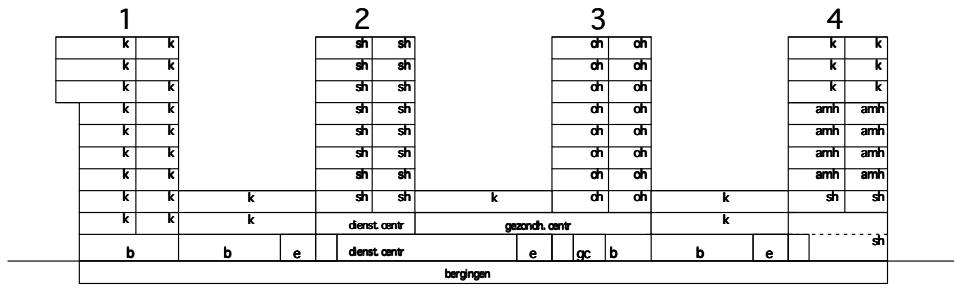 1 2 3 4
k k sh sh oh oh k k
k k sh sh oh oh k k
k k sh sh oh oh k k
k k sh sh oh oh amh amh
k k sh sh oh oh amh amh
k k sh sh oh oh amh amh
k k sh sh oh oh amh amh
k k k sh sh k oh oh k sh sh
k k k dienst. centr gezondh. centr k
sh
b b e dienst. centr e gc b b e
bergingen